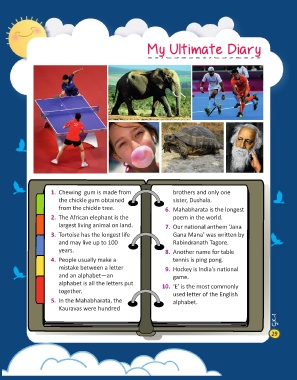 My Ultimate Diary
1. Chewing gum is made from
the chickle gum obtained
from the chickle tree.
2. The African elephant is the
largest living animal on land.
3. Tortoise has the longest life
and may live up to 100
years.
4. People usually make a
mistake between a letter
and an alphabet—an
alphabet is all the letters put
together.
5. In the Mahabharata, the
Kauravas were hundred
brothers and only one
sister, Dushala.
6. Mahabharata is the longest
poem in the world.
7. Our national anthem 'Jana
Gana Mana' was written by
Rabindranath Tagore.
8. Another name for table
tennis is ping pong.
9. Hockey is India's national
game.
10. 'E' is the most commonly
used letter of the English
alphabet.
GK-1
29